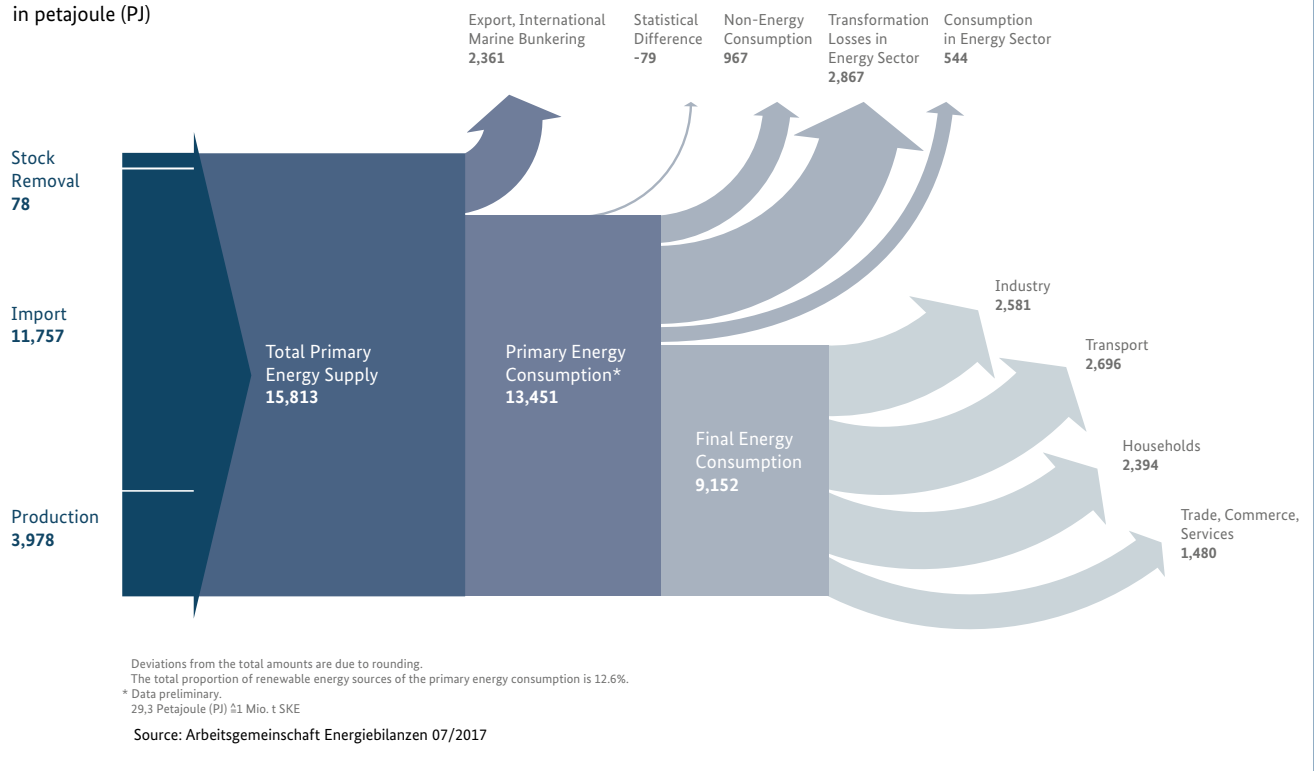 in petajoule (PJ)
Export, International
Marine Bunkering
2,361
Statistical
Difference
-79
Non-Energy
Consumption
967
Transformation
Losses in
Energy Sector
2,867
Consumption
in Energy Sector
544
Stock
Removal
78
Import
11,757
Production
3,978
Total Primary
Energy Supply
15,813
Primary Energy
Consumption*
13,451
Final Energy
Consumption
9,152
Industry
2,581
Transport
2,696
Households
2,394
Trade, Commerce,
Services
1,480
Deviations from the total amounts are due to rounding.
The total proportion of renewable energy sources of the primary energy consumption is 12.6%.
* Data preliminary.
29,3 Petajoule (PJ) ≙1 Mio. t SKE
Source: Arbeitsgemeinschaft Energiebilanzen 07/2017